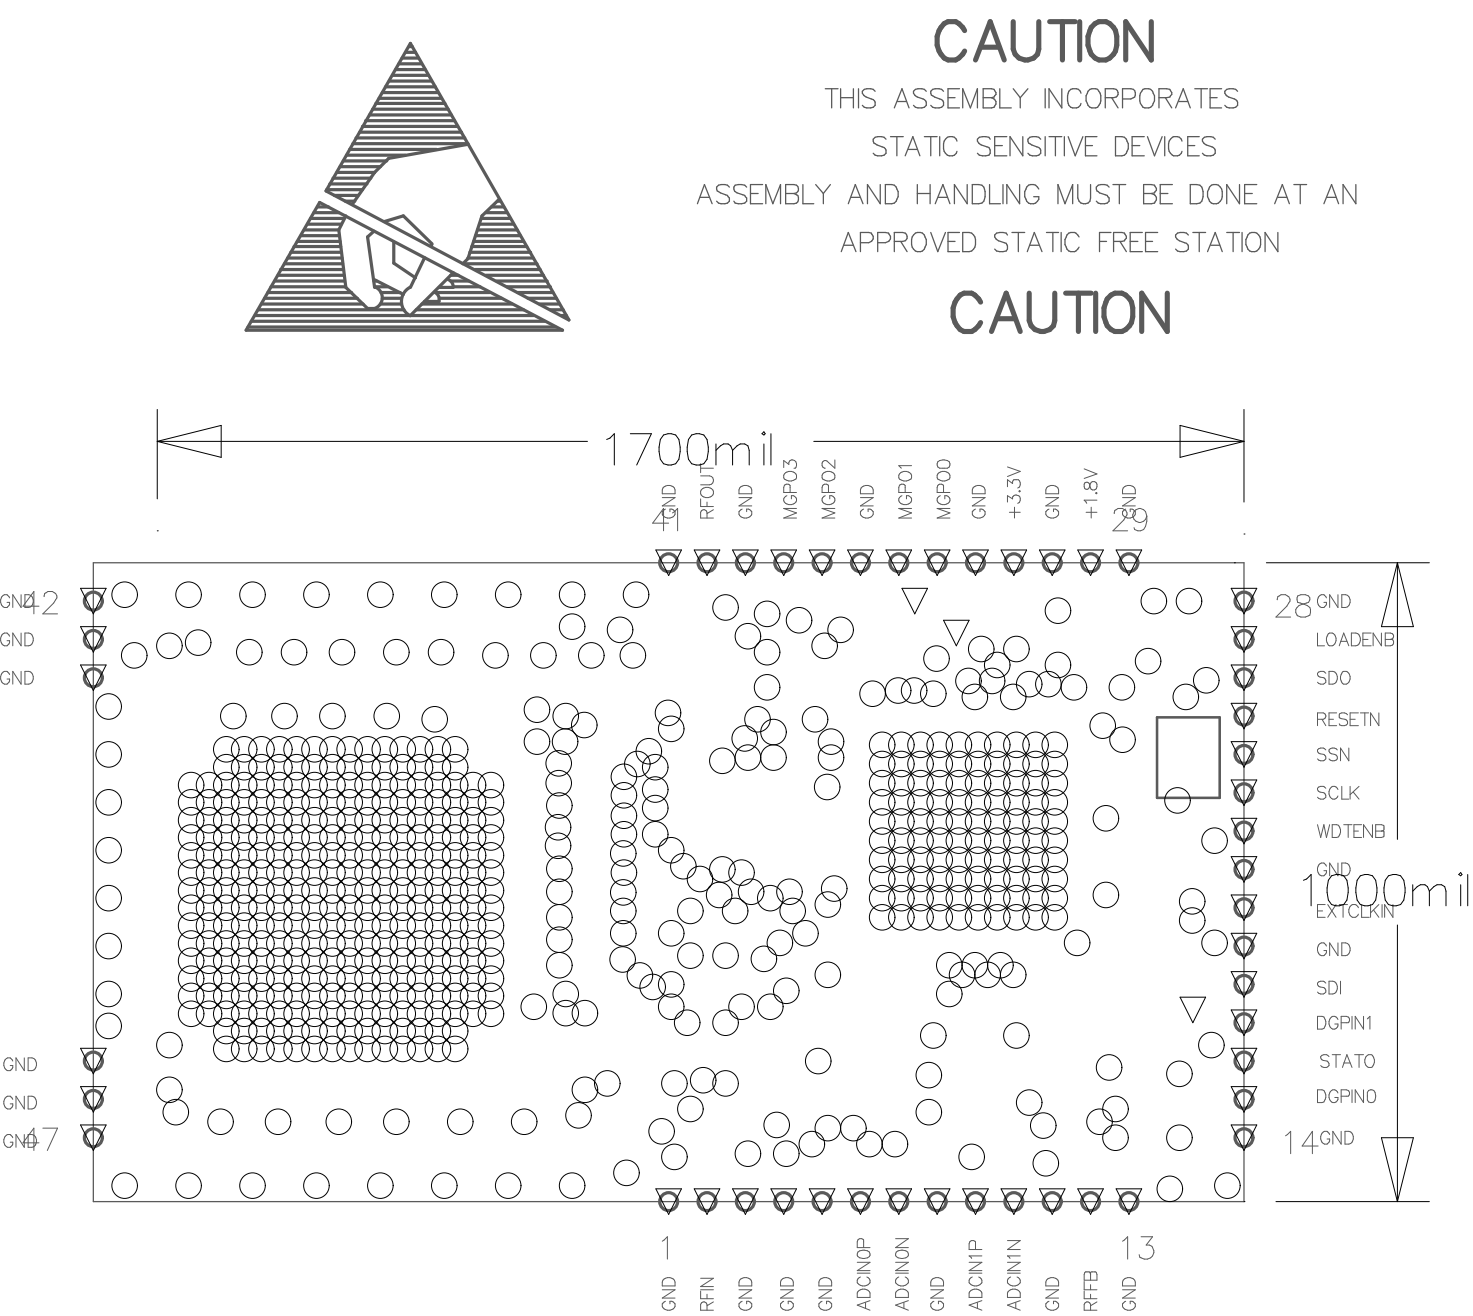 CAUTION
THIS ASSEMBLY INCORPORATES
STATIC SENSITIVE DEVICES
ASSEMBLY AND HANDLING MUST BE DONE AT AN
APPROVED STATIC FREE STATION
CAUTION
1700mil
GND
RFOUT
GND
MGPO3
MGPO2
GND
MGPO1
MGPO0
GND
+3.3V
GND
+1.8V
GND
41
29
GND
42
GND
GND
28
GND
LOADENB
SDO
RESETN
SSN
SCLK
WDTENB
GND
1000mil
EXTCLKIN
GND
SDI
DGPIN1
STATO
DGPIN0
14
GND
GND
GND
GND
47
1
13
GND
RFIN
GND
GND
GND
ADCIN0P
ADCIN0N
GND
ADCIN1P
ADCIN1N
GND
RFFB
GND